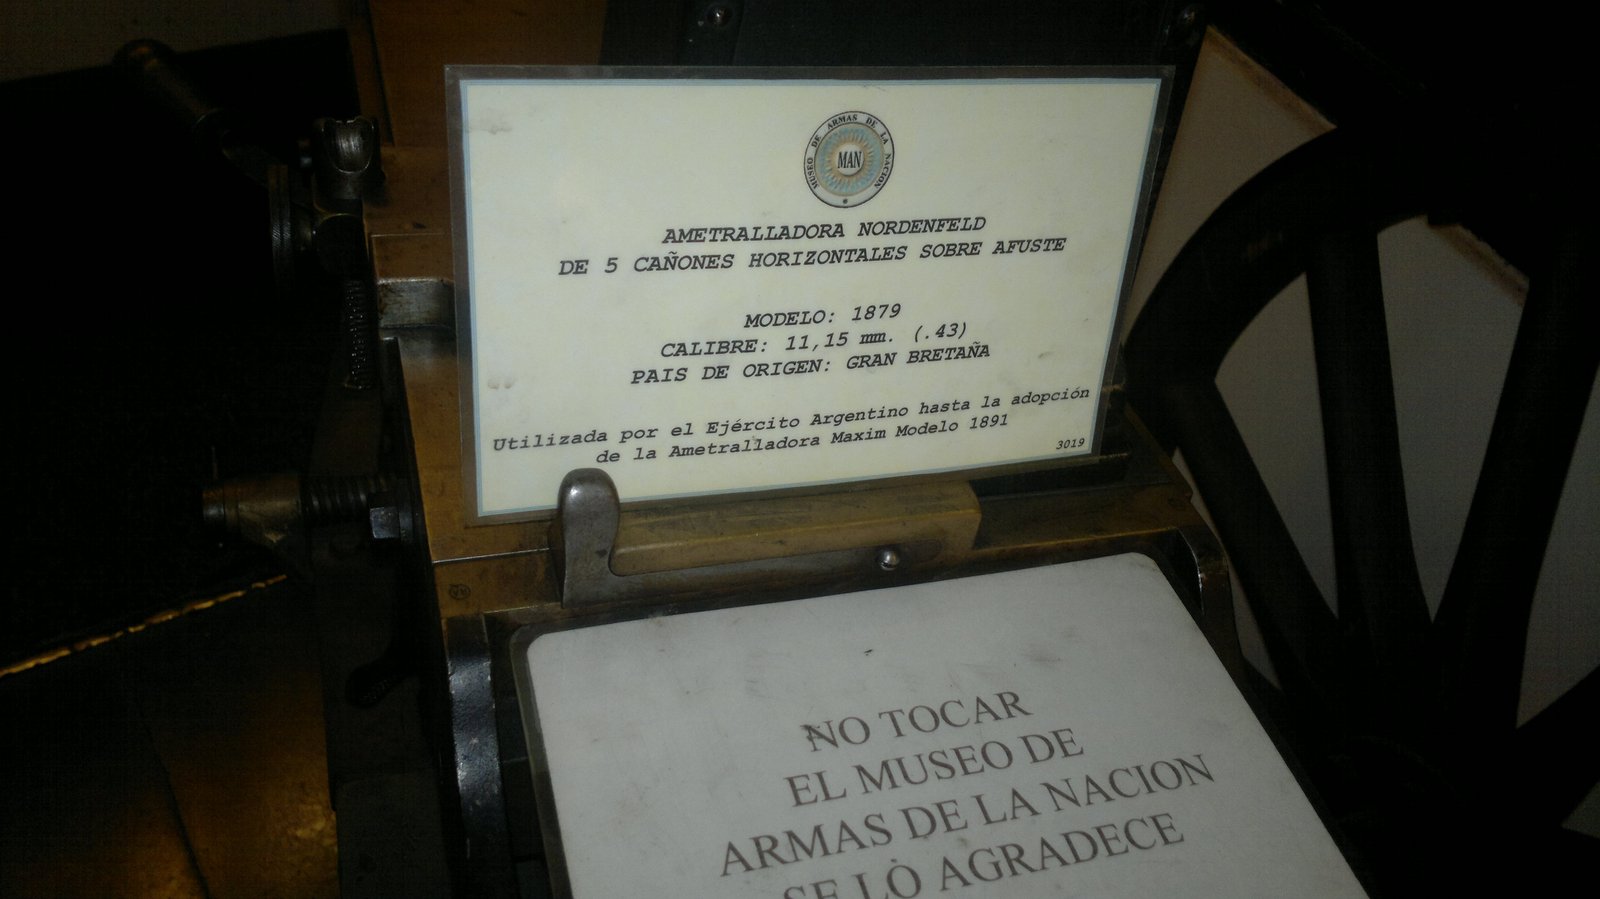 MUSEO DE ARMAS DE LA NACION
MAN
AMETRALLADORA NORDENFELD
DE 5 CAÑONES HORIZONTALES SOBRE AFUSTE
MODELO: 1879
CALIBRE: 11,15 mm. (.43)
PAIS DE ORIGEN: GRAN BRETAÑA
Utilizada por el Ejército Argentino hasta la adopción
de la Ametralladora Maxim Modelo 1891
3019
NO TOCAR
EL MUSEO DE
ARMAS DE LA NACION
SE LO AGRADECE